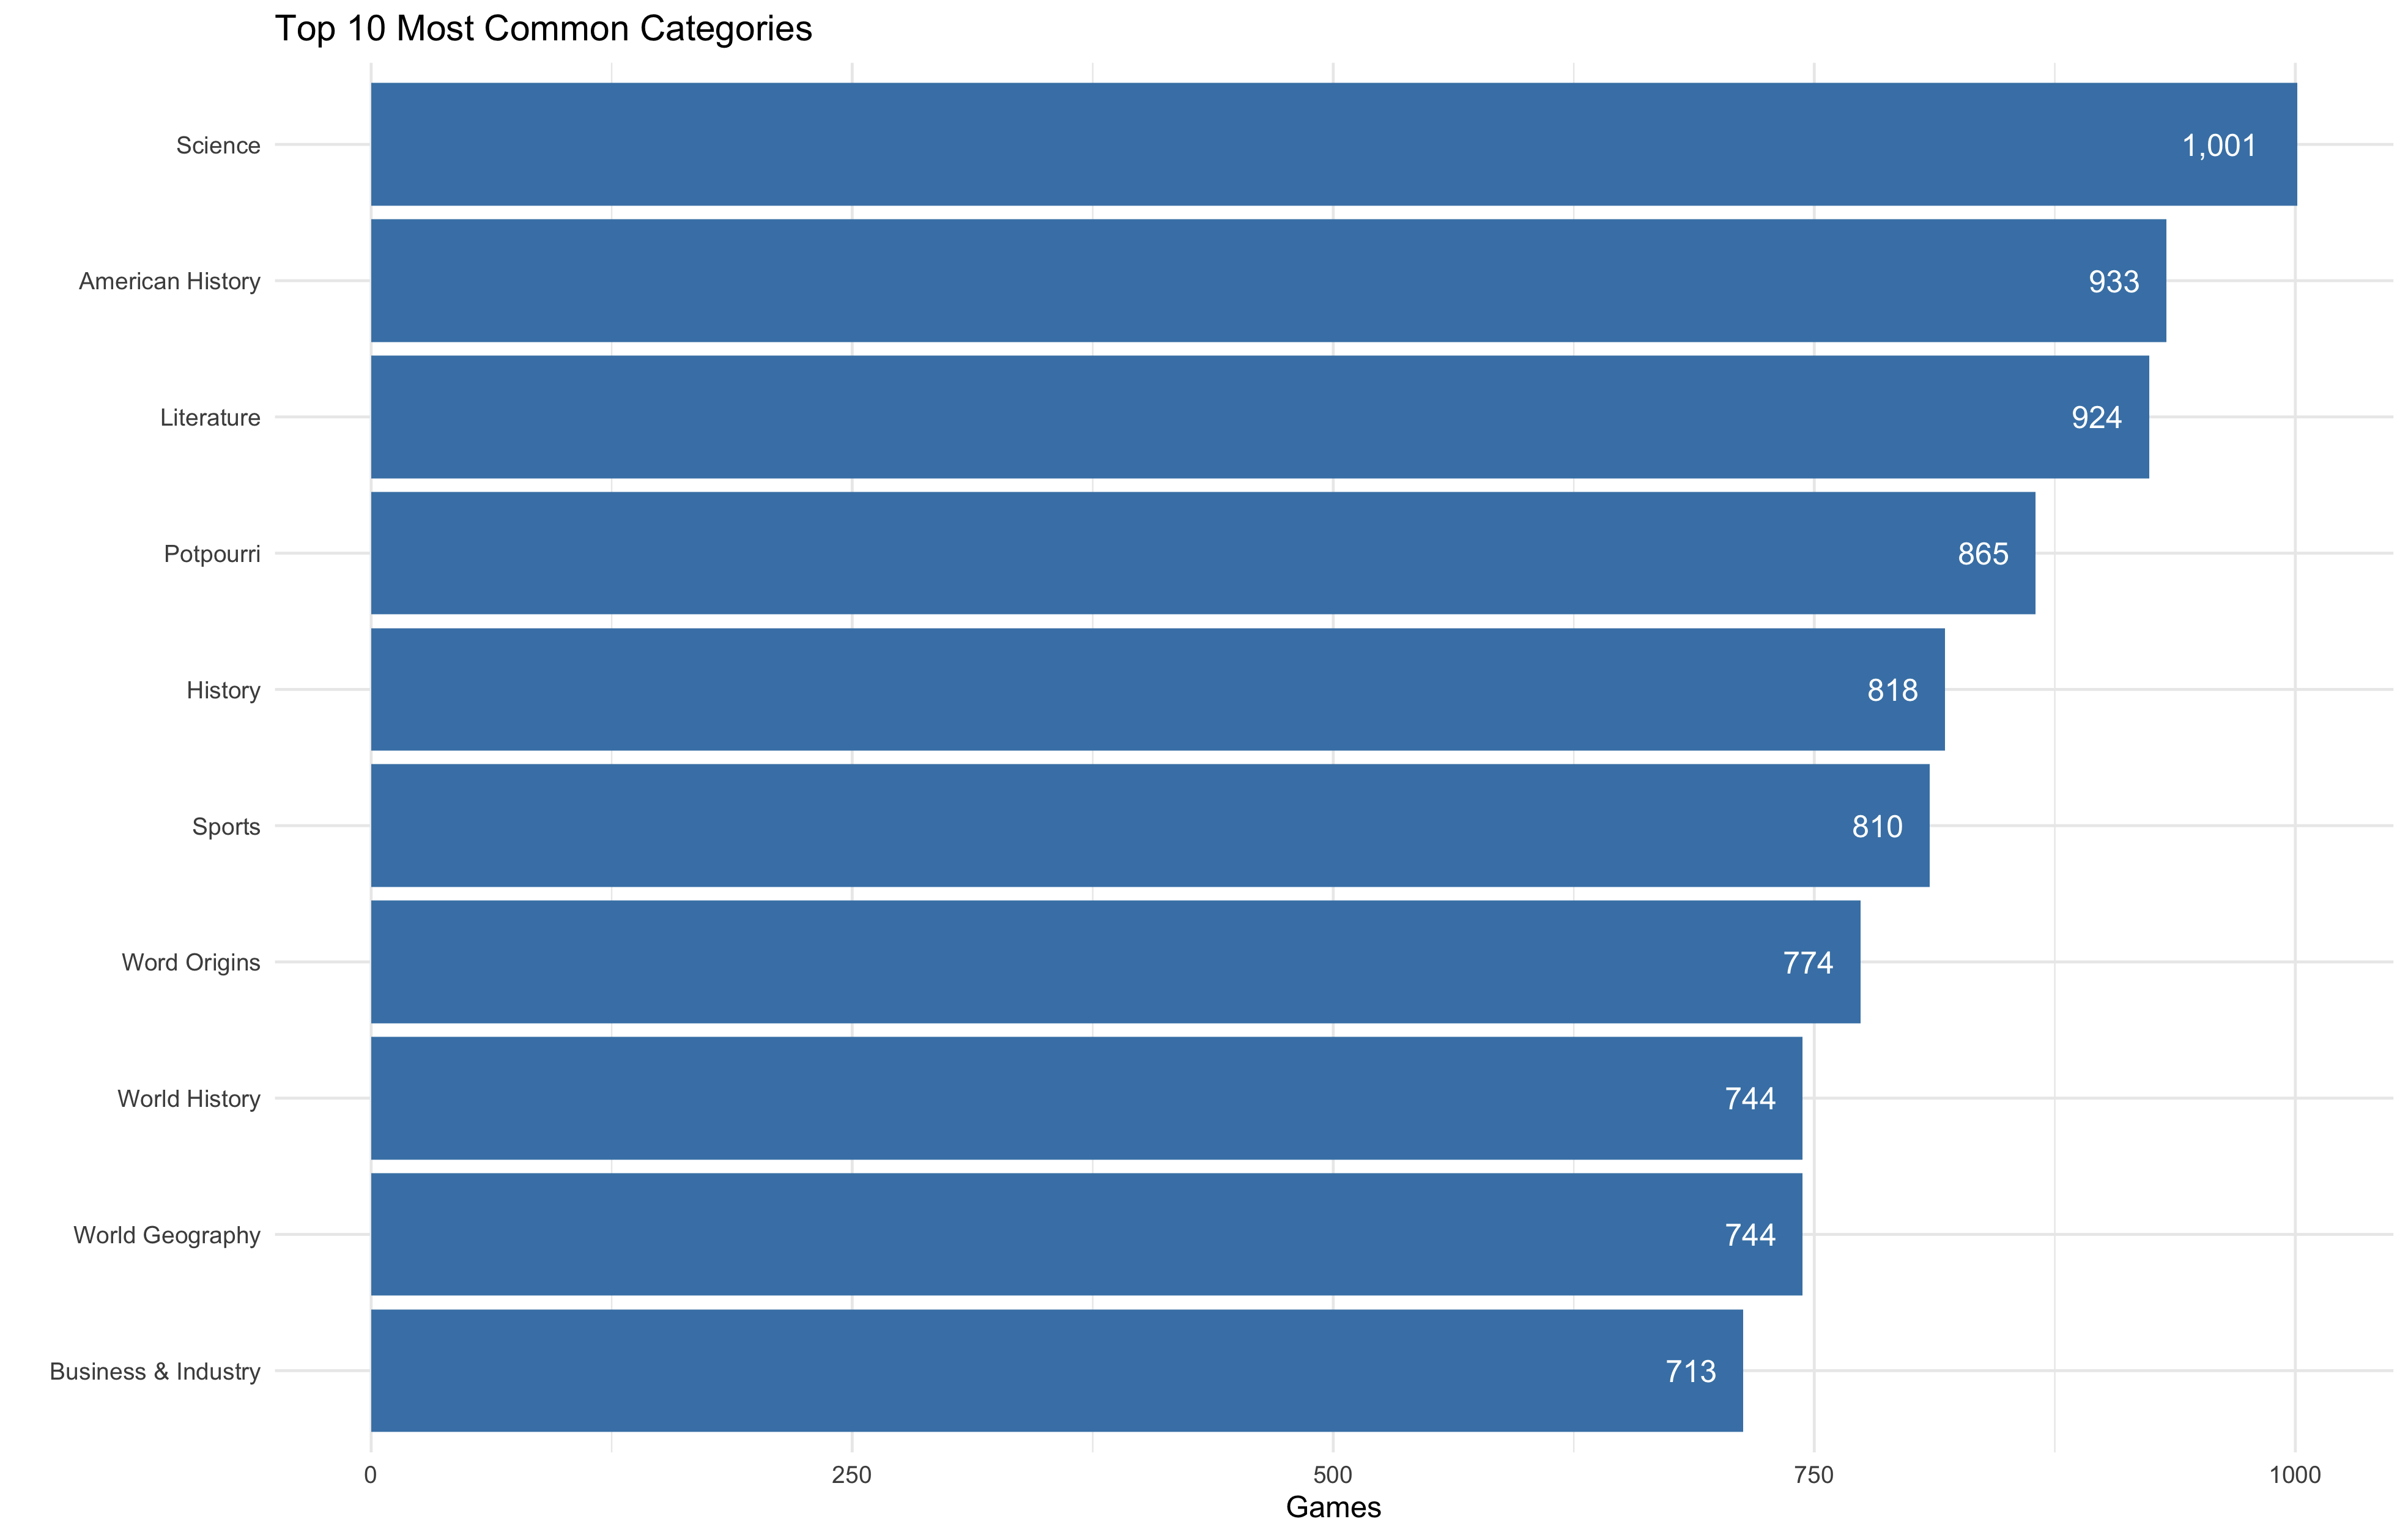 Top 10 Most Common Categories
Science
1,001
American History
933
Literature
924
Potpourri
865
History
818
Sports
810
Word Origins
774
World History
744
World Geography
744
Business & Industry
713
0 250 500 750 1000
Games